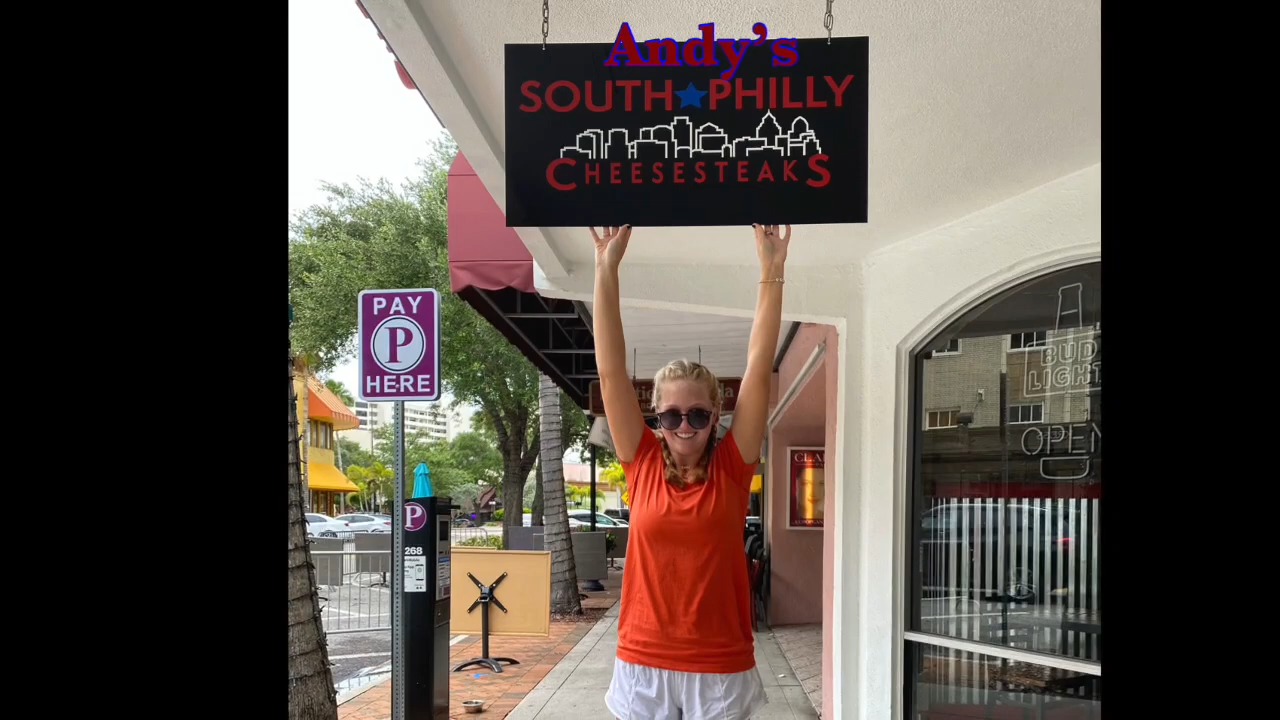 Andy's
SOUTH★PHILLY
CHEESESTEAKS
PAY
P
HERE
BUD
LIGHT
OPEN
P
268